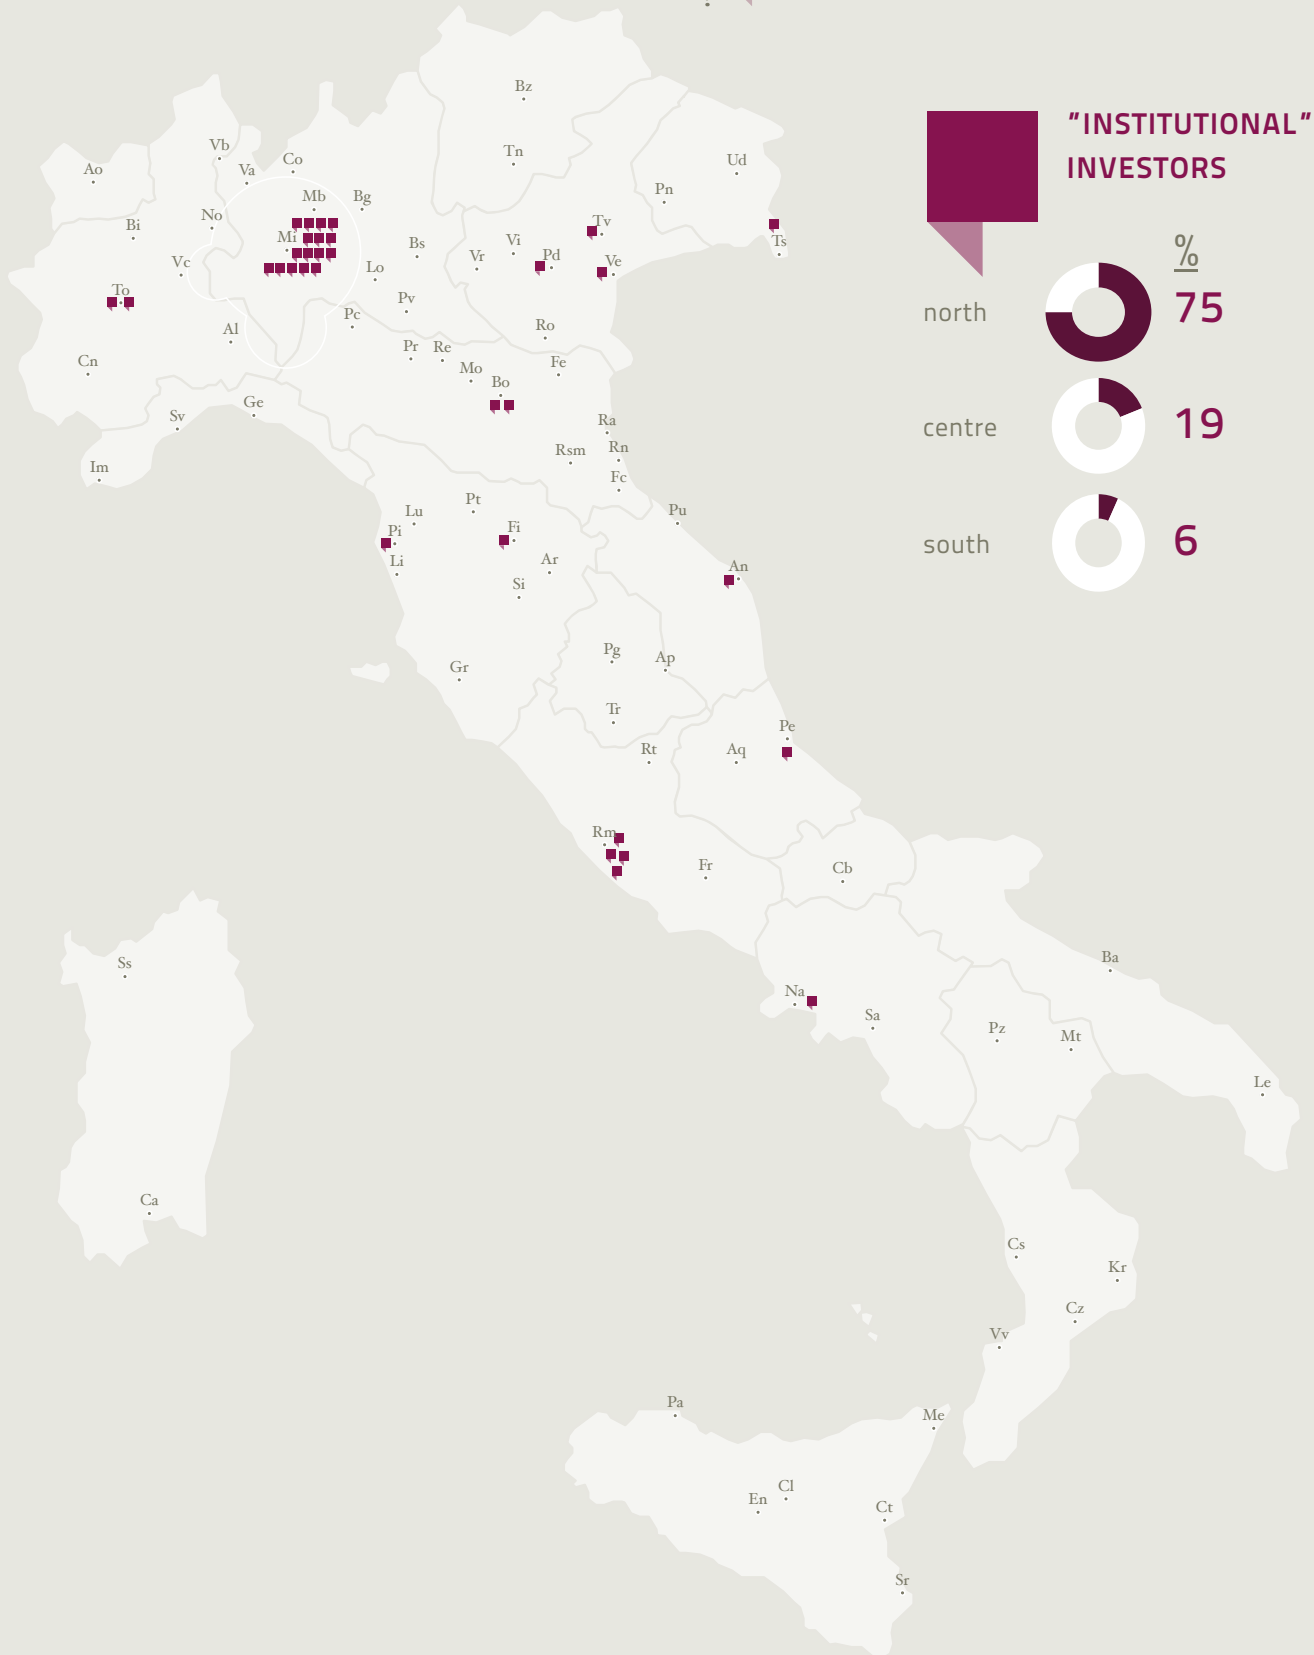 "INSTITUTIONAL"
INVESTORS
%
north 75
centre 19
south 6
Bz
Tn
Vb
Va
Co
Ao
Ud
Pn
Mb
Bg
No
Bi
Tv
Ts
Mi
Bs
Vi
Vr
Pd
Ve
Vc
Lo
To
Pv
Pc
Al
Ro
Pr
Re
Cn
Mo
Fe
Bo
Ge
Sv
Ra
Rn
Rsm
Im
Fc
Pt
Lu
Pu
Fi
Pi
Li
Ar
An
Si
Pg
Ap
Gr
Tr
Pe
Rt
Aq
Rm
Fr
Cb
Ss
Ba
Na
Sa
Pz
Mt
Le
Ca
Cs
Kr
Cz
Vv
Pa
Me
Cl
En
Ct
Sr